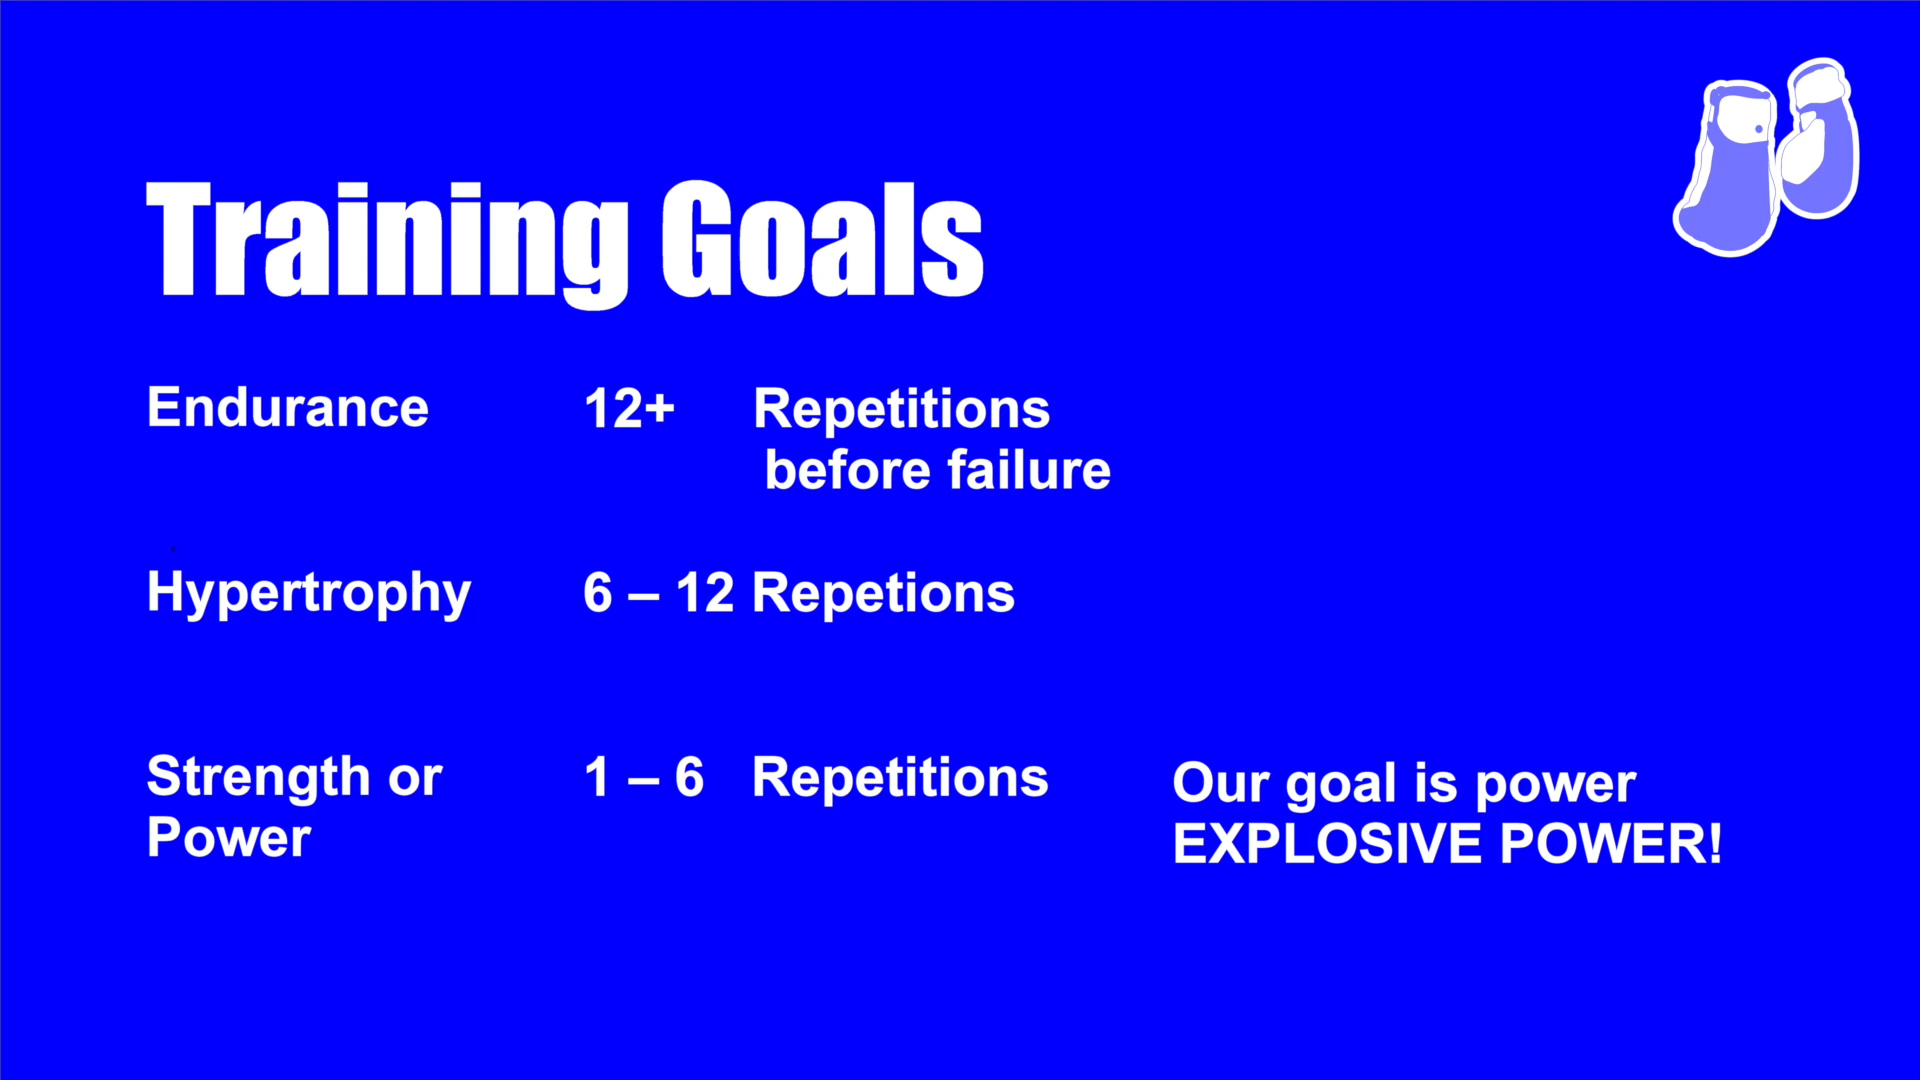 Training Goals
Endurance 12+ Repetitions
before failure
Hypertrophy 6 – 12 Repetions
Strength or 1 – 6 Repetitions
Power
Our goal is power
EXPLOSIVE POWER!